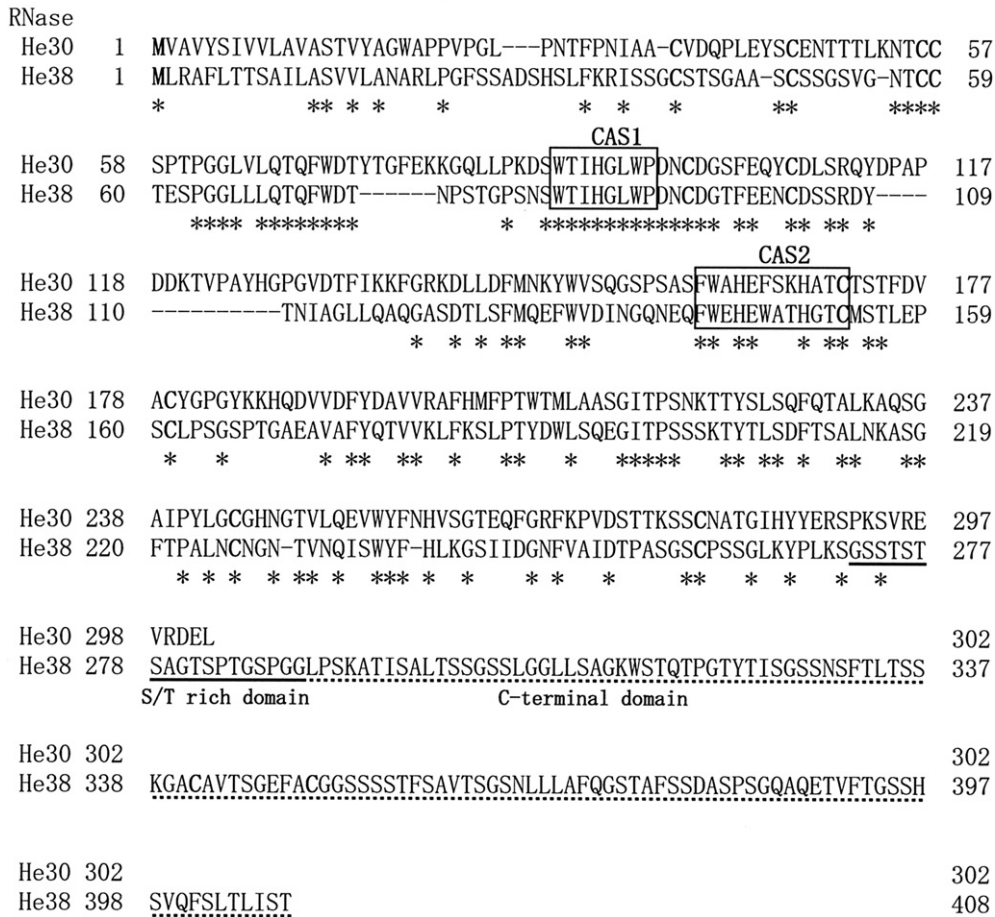 RNase
He30 1 MVAVYSIVVLAVASTVYAGWAPPVPGL---PNTFPNIAA-CVDQPLEYSCENTTTLKNTCC 57
He38 1 MLRAFLTTSAILASVVLANARLPGFSSADSHSLFKRISSGCSTSGAA-SCSSGSVG-NTCC 59
* ** * * * * * * ** ****
CAS1
He30 58 SPTPGGLVLQTQFWDTYTGFEKKGQLLPKDSWTIHGLWPDNCDGSFEQYCDLSRQYDPAP 117
He38 60 TESPGGLLLQTQFWDT------NPSTGPSNSWTIHGLWPDNCDGTFEENCDSSRDY---- 109
**** ******** * ************** ** ** ** *
CAS2
He30 118 DDKTVPAYHGPGVDTFIKKFGRKDLLDFMNKYWVSQGSPSASFWAHEFSKHATCTSTFDV 177
He38 110 ----------TNIAGLLQAQGASDTLSFMQEFWVDINGQNEQFWEHEWATHGTCMSTLEP 159
* * * ** ** ** ** * ** **
He30 178 ACYGPGYKKHQDVVDFYDAVVRAFHMFPTWTMLAASGITPSNKTTYSLSQFQTALKAQSG 237
He38 160 SCLPSGSPTGAEAVAFYQTVVKLFKSLPTYDWLSQEGITPSSSKTYTLSDFTSALNKASG 219
* * * ** ** * ** * ***** ** ** * ** **
He30 238 AIPYLGCGHNGTVLQEVWYFNHVSGTEQFGRFKPVDSTTKSSCNATGIHYYERSPKSVRE 297
He38 220 FTPALNCNGN-TVNQISWYF-HLKGSIIDGNFVAIDTPASGSCPSSGLKYPLKSGSSTST 277
* * * * ** * *** * * * * ** * * * *
He30 298 VRDEL 302
He38 278 SAGTSPTGSPGGLPSKATISALTSSGSSLGGLLSAGKWSTQTPGTYTISGSSNSFTLTSS 337
S/T rich domain C-terminal domain
He30 302 302
He38 338 KGACAVTSGEFACGGSSSSTFSAVTSGSNLLLAFQGSTAFSSDASPSGQAQETVFTGSSH 397
He30 302 302
He38 398 SVQFSLTLIST 408